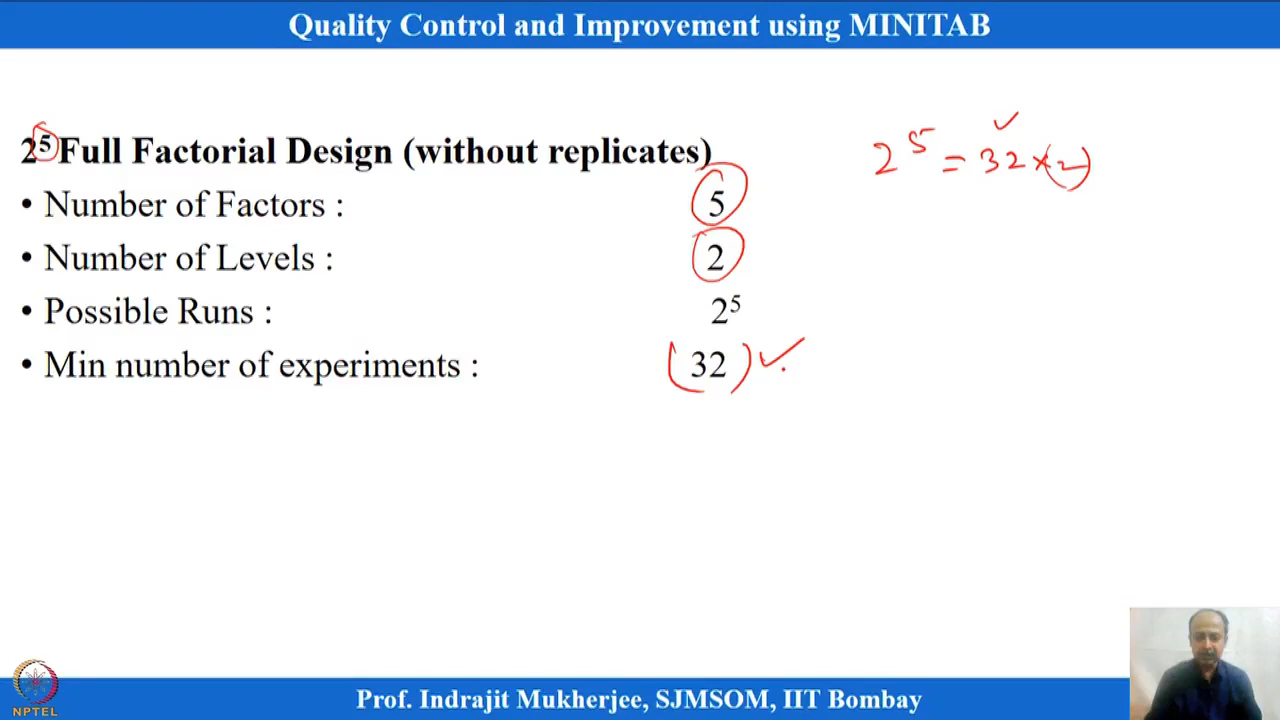 Quality Control and Improvement using MINITAB
2⁵ Full Factorial Design (without replicates)
2⁵ = 32 × (2)
• Number of Factors : 5
• Number of Levels : 2
• Possible Runs : 2⁵
• Min number of experiments : (32)
NPTEL
Prof. Indrajit Mukherjee, SJMSOM, IIT Bombay